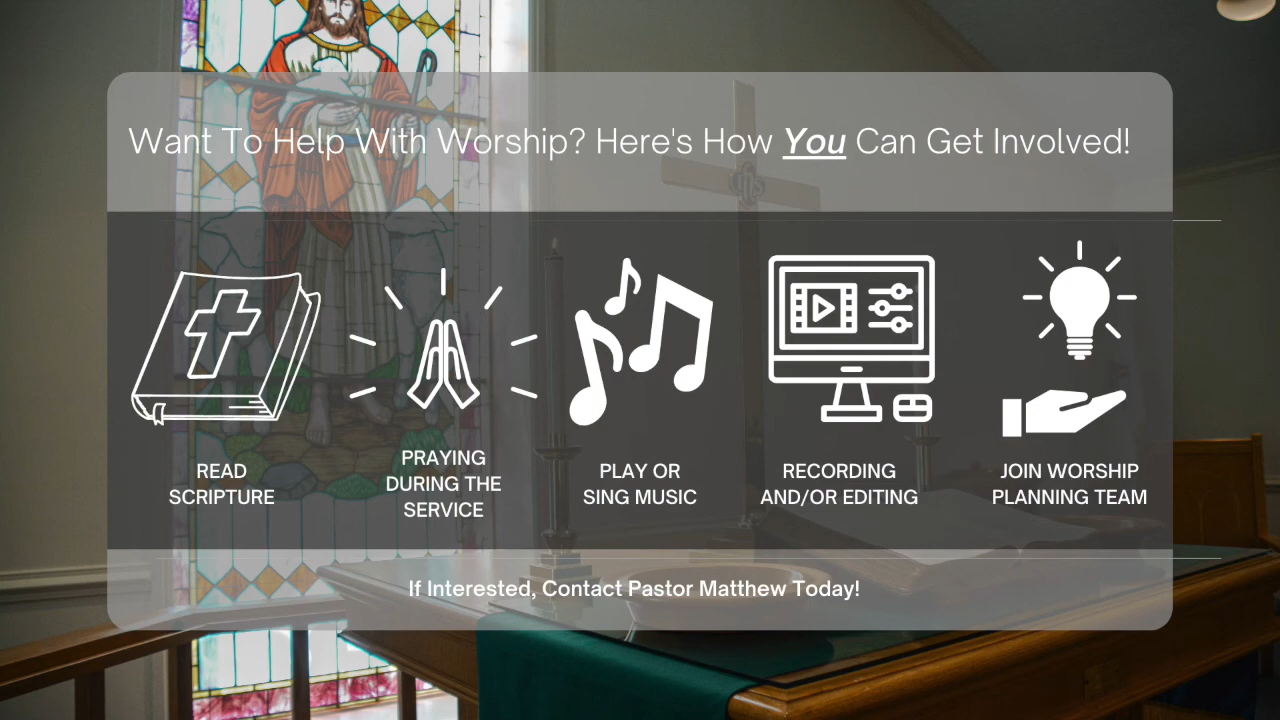 Want To Help With Worship? Here's How You Can Get Involved!
READ
SCRIPTURE
PRAYING
DURING THE
SERVICE
PLAY OR
SING MUSIC
RECORDING
AND/OR EDITING
JOIN WORSHIP
PLANNING TEAM
If Interested, Contact Pastor Matthew Today!